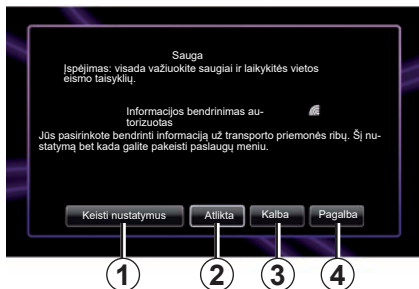 Sauga
Įspėjimas: visada važiuokite saugiai ir laikykitės vietos
eismo taisyklių.
Informacijos bendrinimas au-
torizuotas
Jūs pasirinkote bendrinti informaciją už transporto priemonės ribų. Šį nu-
statymą bet kada galite pakeisti paslaugų meniu.
Keisti nustatymus Atlikta Kalba Pagalba
1 2 3 4